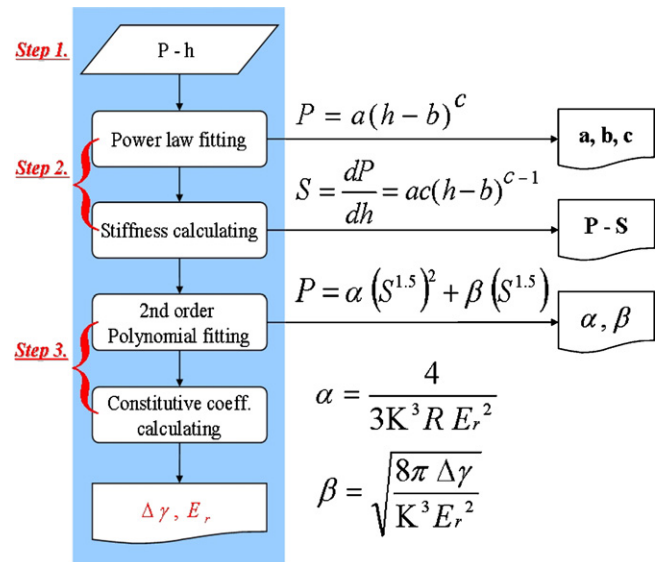 Step 1.
P - h
Power law fitting
P = a(h − b)^c
a, b, c
Step 2.
Stiffness calculating
S = dP/dh = ac(h − b)^{c − 1}
P - S
2nd order
Polynomial fitting
P = α(S^{1.5})^2 + β(S^{1.5})
α , β
Step 3.
Constitutive coeff.
calculating
α = 4/(3K^3 R E_r^2)
β = √(8π Δγ/(K^3 E_r^2))
Δγ, E_r